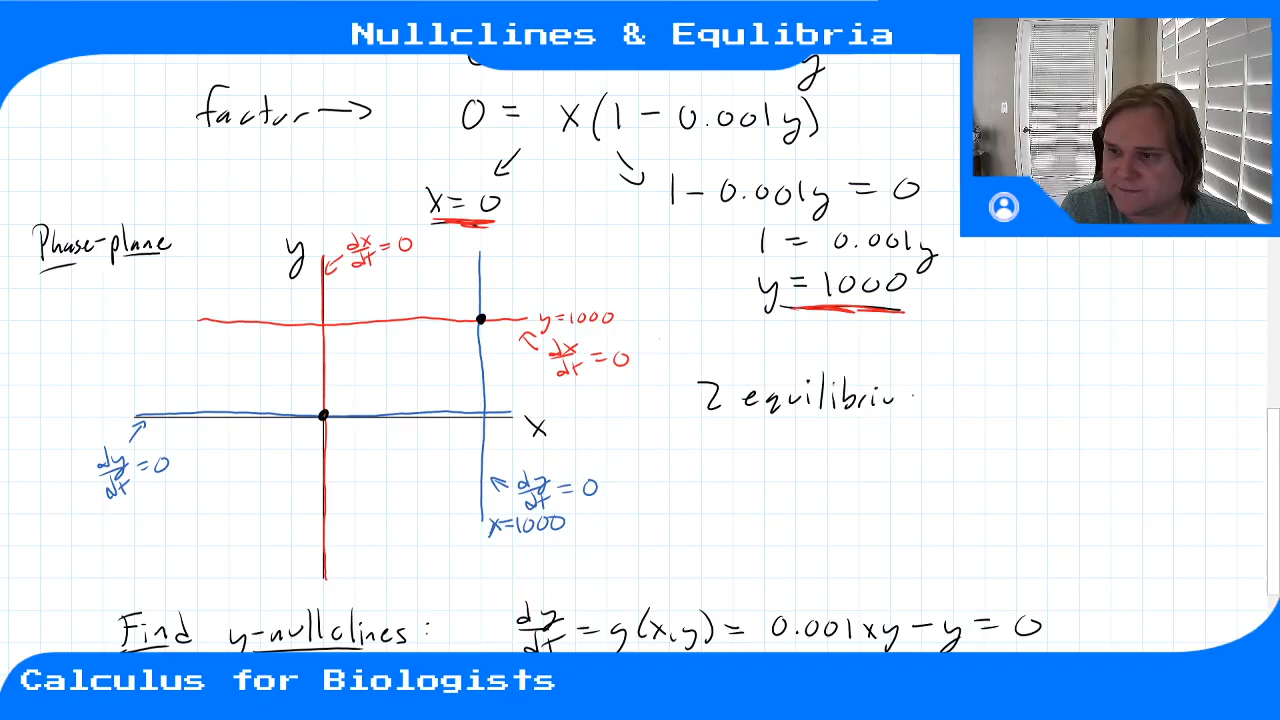 Nullclines & Equlibria
factor → 0 = x(1 - 0.001y)
x = 0
1 - 0.001y = 0
1 = 0.001y
y = 1000
Phase-plane
y
dx/dt = 0
y=1000
dx/dt = 0
2 equilibriu
x
dy/dt = 0
dy/dt = 0
x=1000
Find y-nullclines: dy/dt = g(x,y) = 0.001xy - y = 0
Calculus for Biologists